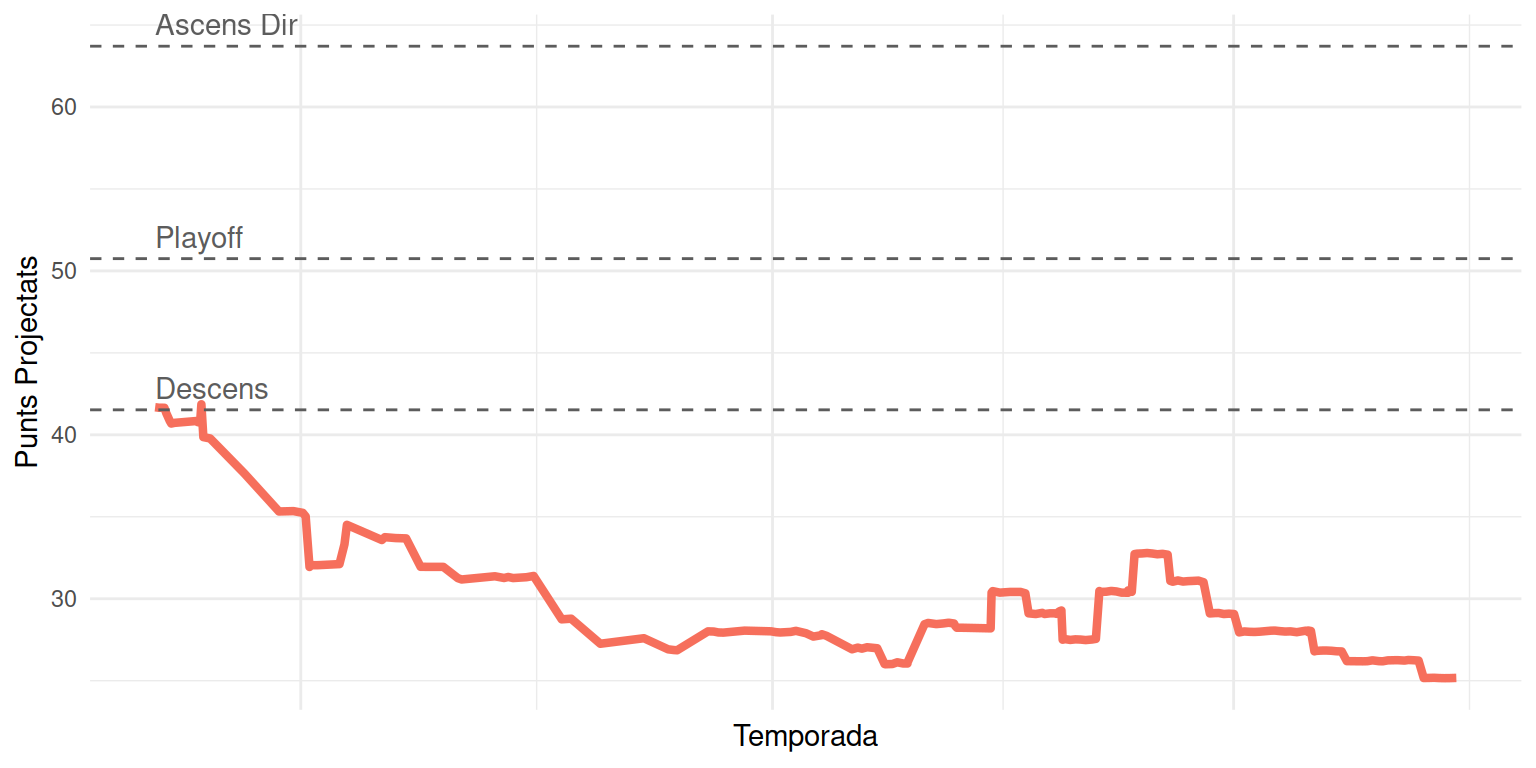 Ascens Dir
60
Playoff
50
Descens
40
30
Punts Projectats
Temporada